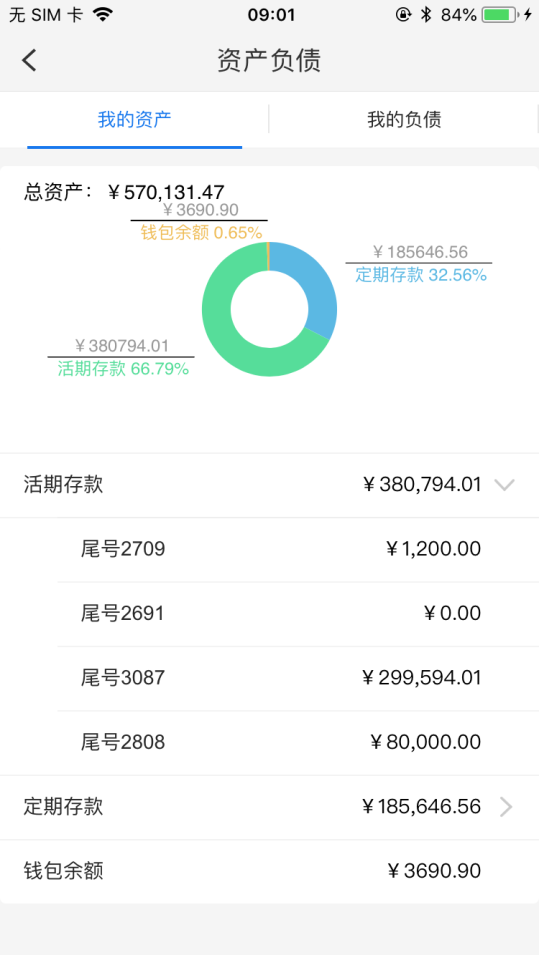 无 SIM 卡 09:01 84%
资产负债
我的资产 我的负债
总资产：￥570,131.47
￥3690.90
钱包余额 0.65%
￥185646.56
定期存款 32.56%
￥380794.01
活期存款 66.79%
活期存款 ￥380,794.01
尾号2709 ￥1,200.00
尾号2691 ￥0.00
尾号3087 ￥299,594.01
尾号2808 ￥80,000.00
定期存款 ￥185,646.56
钱包余额 ￥3690.90